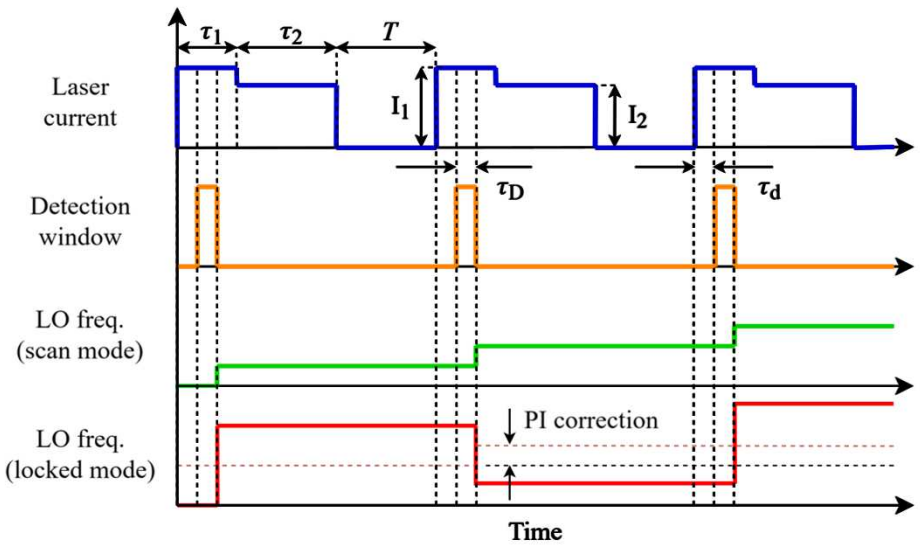 τ1 τ2 T
Laser
current
I1 I2
τD τd
Detection
window
LO freq.
(scan mode)
LO freq.
(locked mode)
PI correction
Time